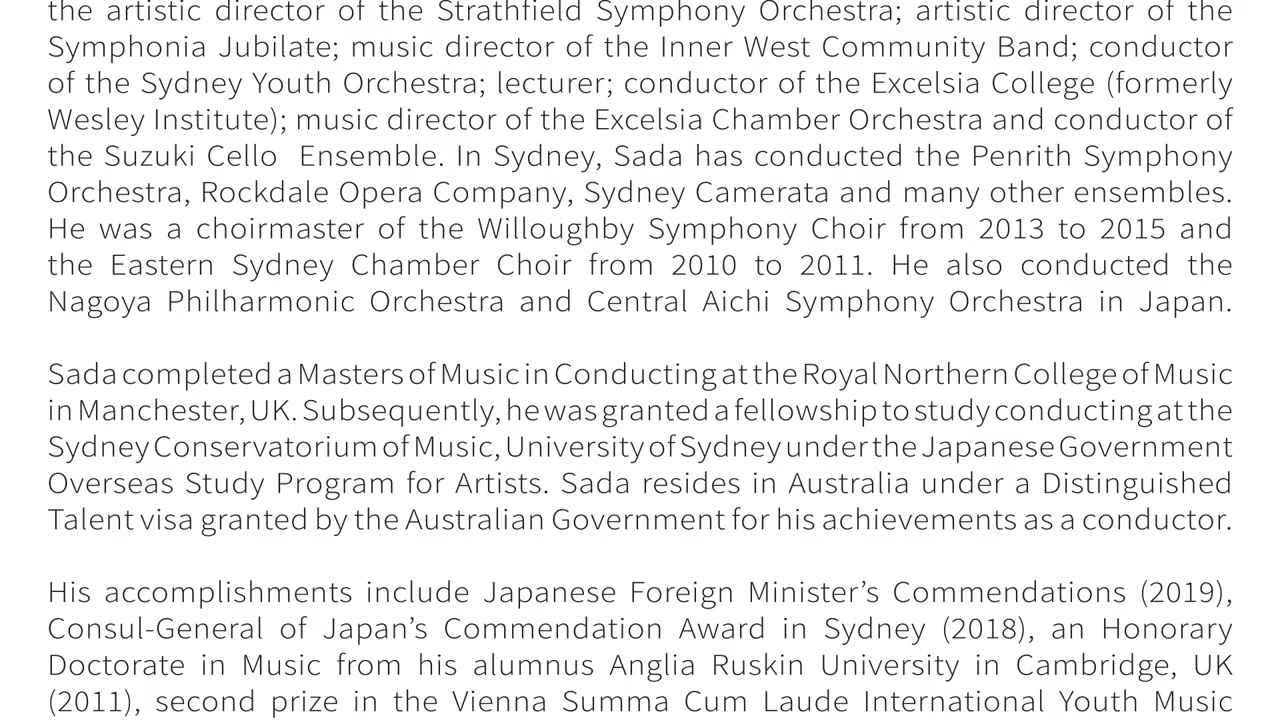 the artistic director of the Strathfield Symphony Orchestra; artistic director of the
Symphonia Jubilate; music director of the Inner West Community Band; conductor
of the Sydney Youth Orchestra; lecturer; conductor of the Excelsia College (formerly
Wesley Institute); music director of the Excelsia Chamber Orchestra and conductor of
the Suzuki Cello  Ensemble. In Sydney, Sada has conducted the Penrith Symphony
Orchestra, Rockdale Opera Company, Sydney Camerata and many other ensembles.
He was a choirmaster of the Willoughby Symphony Choir from 2013 to 2015 and
the Eastern Sydney Chamber Choir from 2010 to 2011. He also conducted the
Nagoya Philharmonic Orchestra and Central Aichi Symphony Orchestra in Japan.
Sada completed a Masters of Music in Conducting at the Royal Northern College of Music
in Manchester, UK. Subsequently, he was granted a fellowship to study conducting at the
Sydney Conservatorium of Music, University of Sydney under the Japanese Government
Overseas Study Program for Artists. Sada resides in Australia under a Distinguished
Talent visa granted by the Australian Government for his achievements as a conductor.
His accomplishments include Japanese Foreign Minister’s Commendations (2019),
Consul-General of Japan’s Commendation Award in Sydney (2018), an Honorary
Doctorate in Music from his alumnus Anglia Ruskin University in Cambridge, UK
(2011), second prize in the Vienna Summa Cum Laude International Youth Music